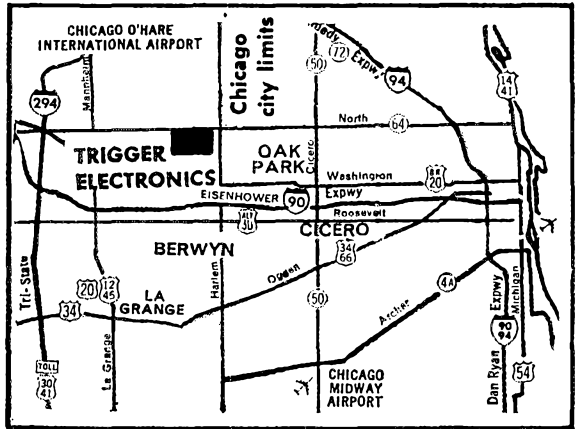 CHICAGO O'HARE
INTERNATIONAL AIRPORT
Chicago
city limits
Expwy
72
50
94
14
41
294
Mannheim
North
64
TRIGGER
ELECTRONICS
OAK
PARK
Cicero
Washington
20
EISENHOWER
90
Expwy
Roosevelt
ALT
30
CICERO
BERWYN
34
66
Ogden
Harlem
20
12
45
LA
GRANGE
34
Tri-State
La Grange
50
Archer
4A
Expwy
Michigan
90
94
Dan Ryan
54
TOLL
30
41
CHICAGO
MIDWAY
AIRPORT